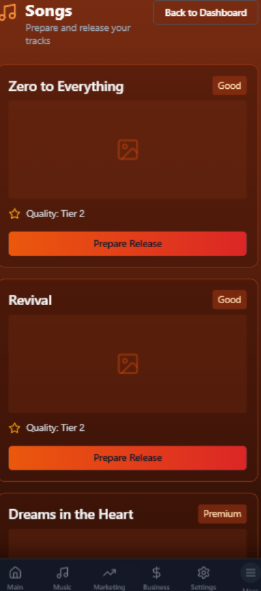 Songs
Back to Dashboard
Prepare and release your
tracks
Zero to Everything
Good
Quality: Tier 2
Prepare Release
Revival
Good
Quality: Tier 2
Prepare Release
Dreams in the Heart
Premium
Main
Music
Marketing
Business
Settings